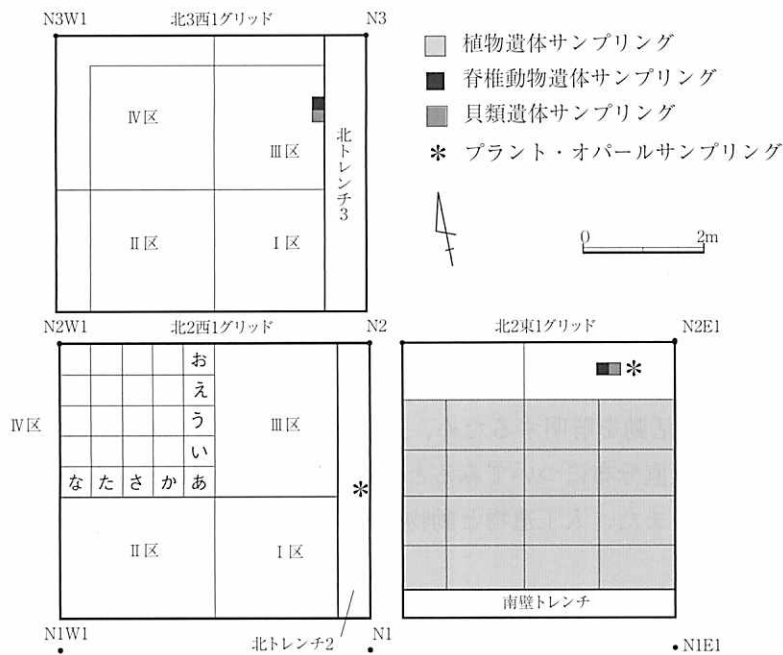 N3W1 北3西1グリッド N3
植物遺体サンプリング
脊椎動物遺体サンプリング
貝類遺体サンプリング
* プラント・オパールサンプリング
Ⅳ区
Ⅲ区
北トレンチ3
Ⅱ区 Ⅰ区
0 2m
N2W1 北2西1グリッド N2
北2東1グリッド N2E1
お
え
う
い
な た さ か あ
Ⅳ区
Ⅲ区
*
*
Ⅱ区 Ⅰ区
南壁トレンチ
N1W1 北トレンチ2 N1
N1E1